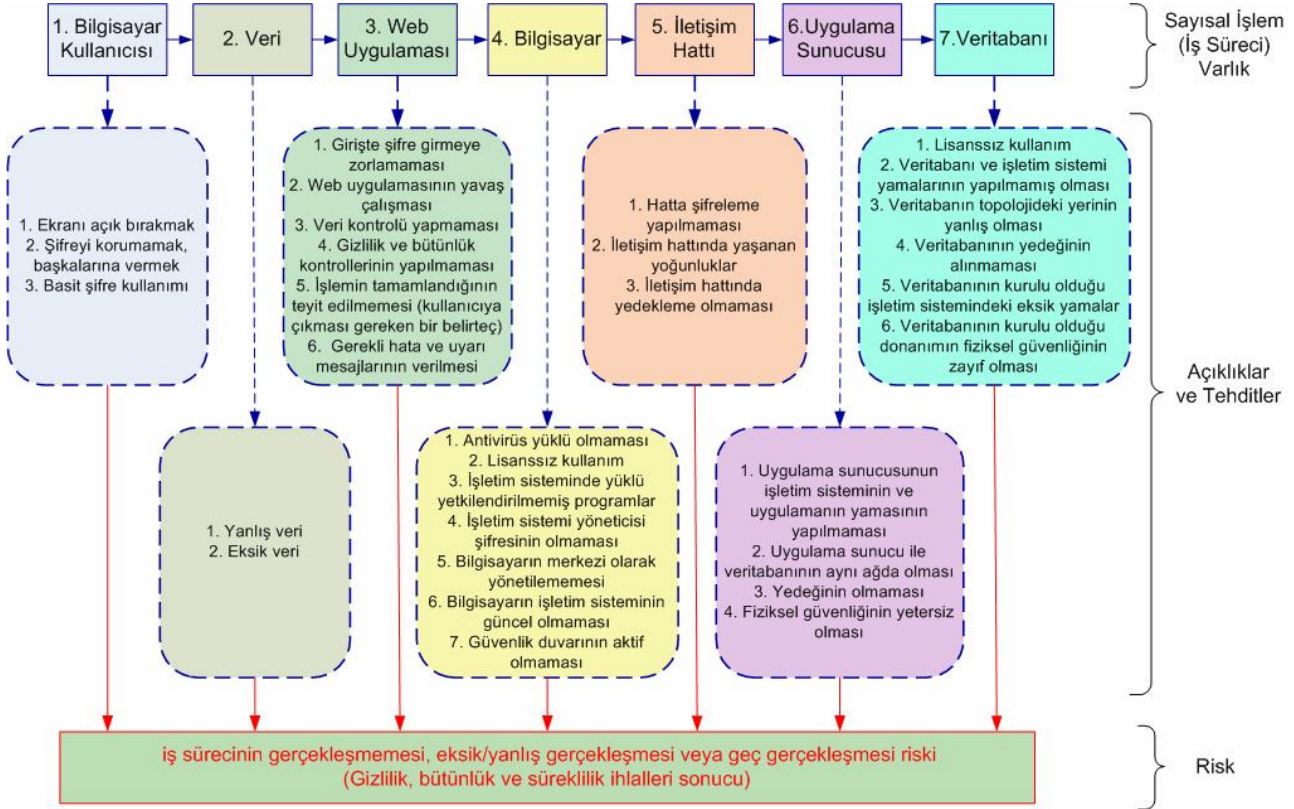 1. Bilgisayar
Kullanıcısı
2. Veri
3. Web
Uygulaması
4. Bilgisayar
5. İletişim
Hattı
6.Uygulama
Sunucusu
7.Veritabanı
Sayısal İşlem
(İş Süreci)
Varlık
1. Ekranı açık bırakmak
2. Şifreyi korumamak,
başkalarına vermek
3. Basit şifre kullanımı
1. Girişte şifre girmeye
zorlamaması
2. Web uygulamasının yavaş
çalışması
3. Veri kontrolü yapmaması
4. Gizlilik ve bütünlük
kontrollerinin yapılmaması
5. İşlemin tamamlandığının
teyit edilmemesi (kullanıcıya
çıkması gereken bir belirteç)
6. Gerekli hata ve uyarı
mesajlarının verilmesi
1. Hatta şifreleme
yapılmaması
2. İletişim hattında yaşanan
yoğunluklar
3. İletişim hattında
yedekleme olmaması
1. Lisanssız kullanım
2. Veritabanı ve işletim sistemi
yamalarının yapılmamış olması
3. Veritabanın topolojideki yerinin
yanlış olması
4. Veritabanının yedeğinin
alınmaması
5. Veritabanının kurulu olduğu
işletim sistemindeki eksik yamalar
6. Veritabanının kurulu olduğu
donanımın fiziksel güvenliğinin
zayıf olması
Açıklıklar
ve Tehditler
1. Yanlış veri
2. Eksik veri
1. Antivirüs yüklü olmaması
2. Lisanssız kullanım
3. İşletim sisteminde yüklü
yetkilendirilmemiş programlar
4. İşletim sistemi yöneticisi
şifresinin olmaması
5. Bilgisayarın merkezi olarak
yönetilememesi
6. Bilgisayarın işletim sisteminin
güncel olmaması
7. Güvenlik duvarının aktif
olmaması
1. Uygulama sunucusunun
işletim sisteminin ve
uygulamanın yamasının
yapılmaması
2. Uygulama sunucu ile
veritabanının aynı ağda olması
3. Yedeğinin olmaması
4. Fiziksel güvenliğinin yetersiz
olması
iş sürecinin gerçekleşmemesi, eksik/yanlış gerçekleşmesi veya geç gerçekleşmesi riski
(Gizlilik, bütünlük ve süreklilik ihlalleri sonucu)
Risk